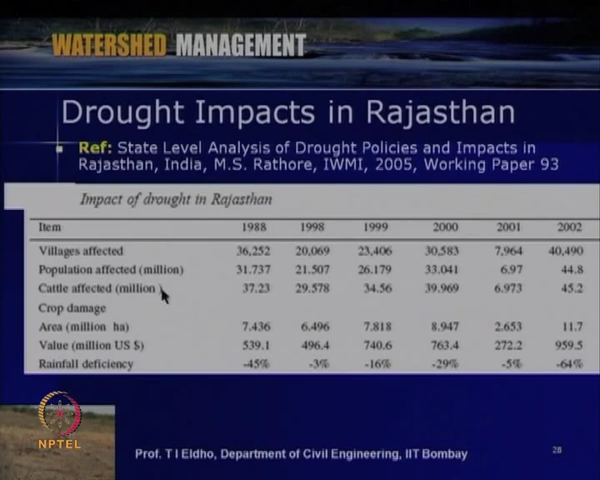 WATERSHED MANAGEMENT
Drought Impacts in Rajasthan
Ref: State Level Analysis of Drought Policies and Impacts in
Rajasthan, India, M.S. Rathore, IWMI, 2005, Working Paper 93
Impact of drought in Rajasthan
Item 1988 1998 1999 2000 2001 2002
Villages affected 36,252 20,069 23,406 30,583 7,964 40,490
Population affected (million) 31.737 21.507 26.179 33.041 6.97 44.8
Cattle affected (million 37.23 29.578 34.56 39.969 6.973 45.2
Crop damage
Area (million ha) 7.436 6.496 7.818 8.947 2.653 11.7
Value (million US $) 539.1 496.4 740.6 763.4 272.2 959.5
Rainfall deficiency -45% -3% -16% -29% -5% -64%
NPTEL
Prof. T I Eldho, Department of Civil Engineering, IIT Bombay
28